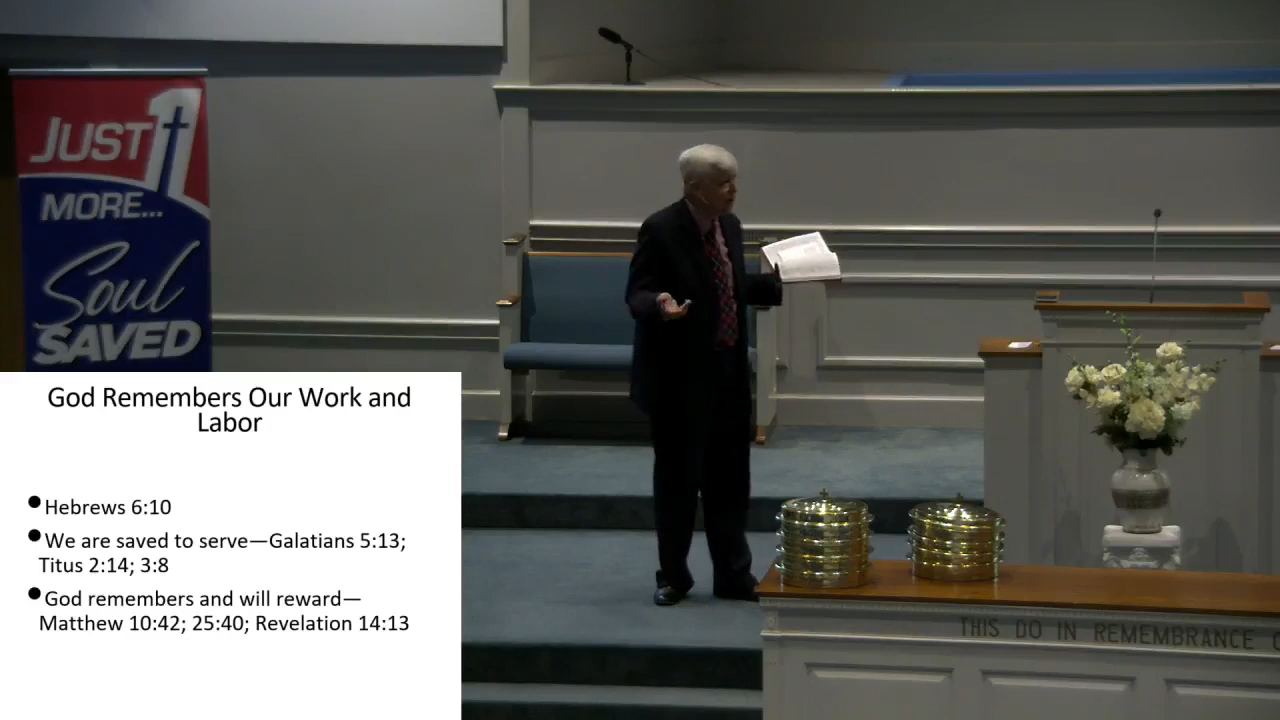 JUST 1
MORE...
Soul
SAVED
God Remembers Our Work and
Labor
•Hebrews 6:10
•We are saved to serve—Galatians 5:13;
Titus 2:14; 3:8
•God remembers and will reward—
Matthew 10:42; 25:40; Revelation 14:13
THIS DO IN REMEMBRANCE